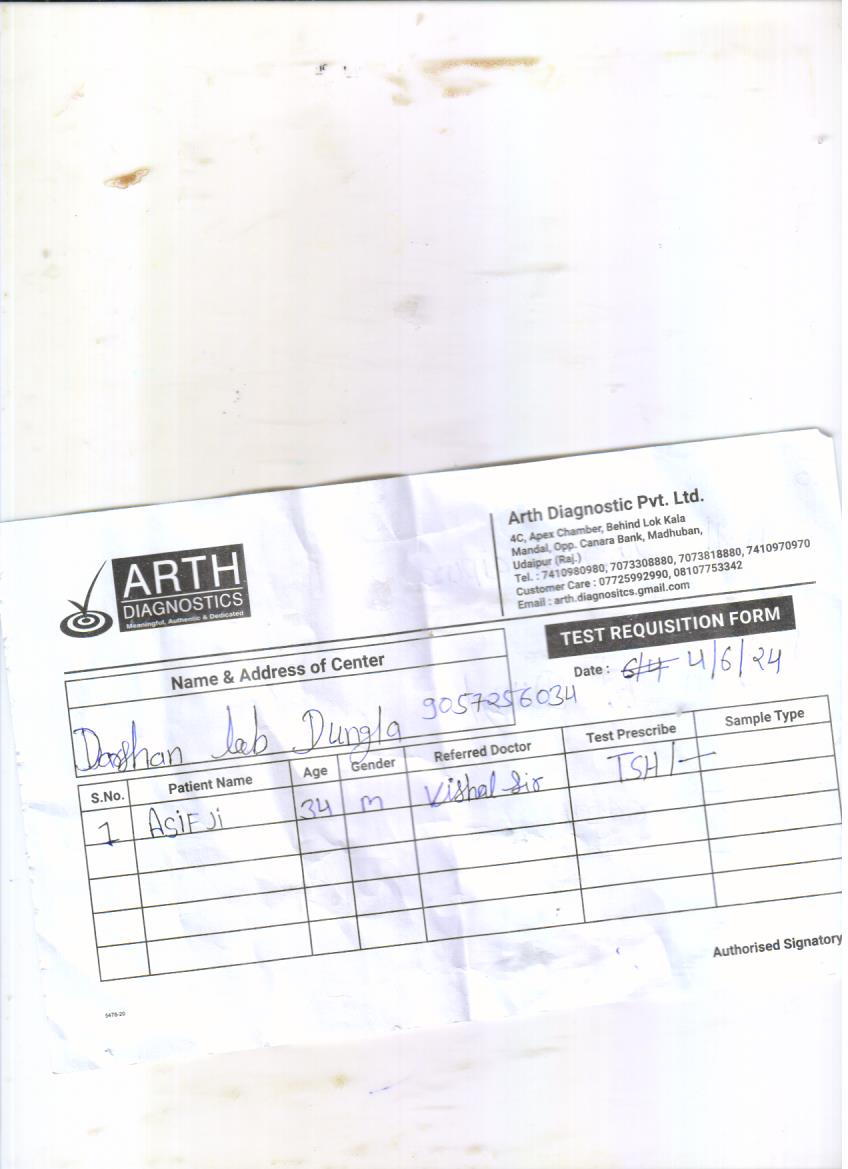 ARTH
DIAGNOSTICS
Meaningful, Authentic & Dedicated
Arth Diagnostic Pvt. Ltd.
4C, Apex Chamber, Behind Lok Kala
Mandal, Opp. Canara Bank, Madhuban,
Udaipur (Raj.)
Tel. : 7410980980, 7073308880, 7073818880, 7410970970
Customer Care : 07725992990, 08107753342
Email : arth.diagnositcs.gmail.com
TEST REQUISITION FORM
Date : 4/6/24
Name & Address of Center
Darshan lab Dungla 9057256034
S.No. Patient Name Age Gender Referred Doctor Test Prescribe Sample Type
1 ASIF Ji 34 M Vishal Sir TSH
Authorised Signatory
5478-20